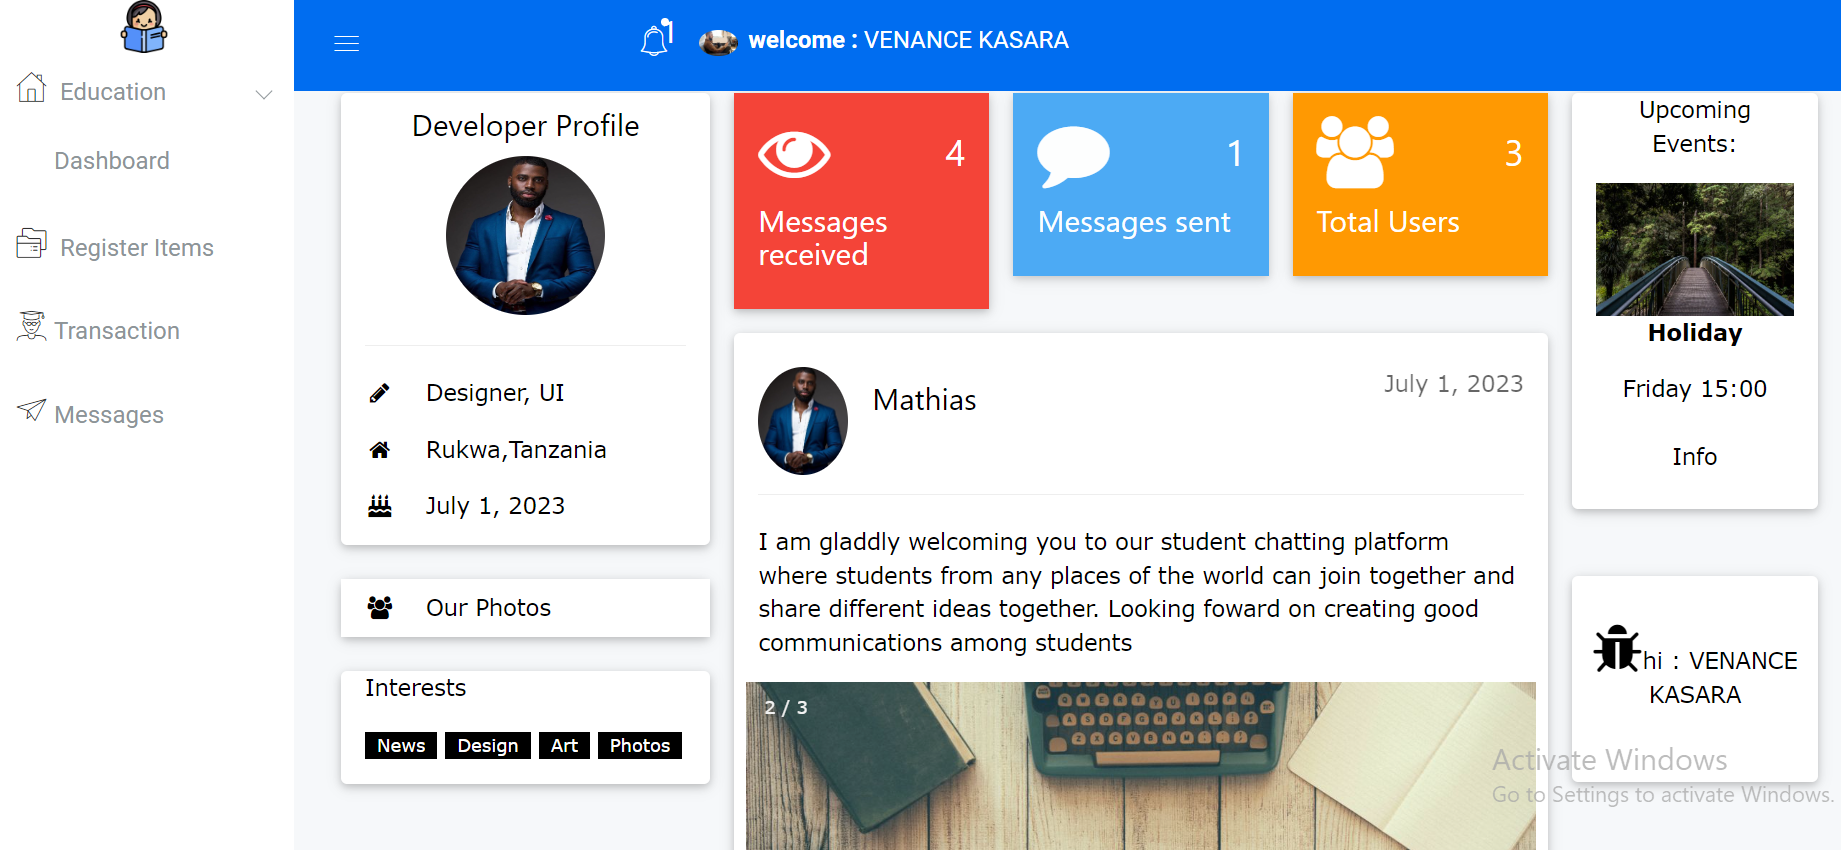 1
welcome : VENANCE KASARA
Education
Dashboard
Register Items
Transaction
Messages
Developer Profile
Designer, UI
Rukwa,Tanzania
July 1, 2023
Our Photos
Interests
News Design Art Photos
4
Messages
received
1
Messages sent
3
Total Users
Mathias
July 1, 2023
I am gladdly welcoming you to our student chatting platform
where students from any places of the world can join together and
share different ideas together. Looking foward on creating good
communications among students
2 / 3
Upcoming
Events:
Holiday
Friday 15:00
Info
hi : VENANCE
KASARA
Activate Windows
Go to Settings to activate Windows.